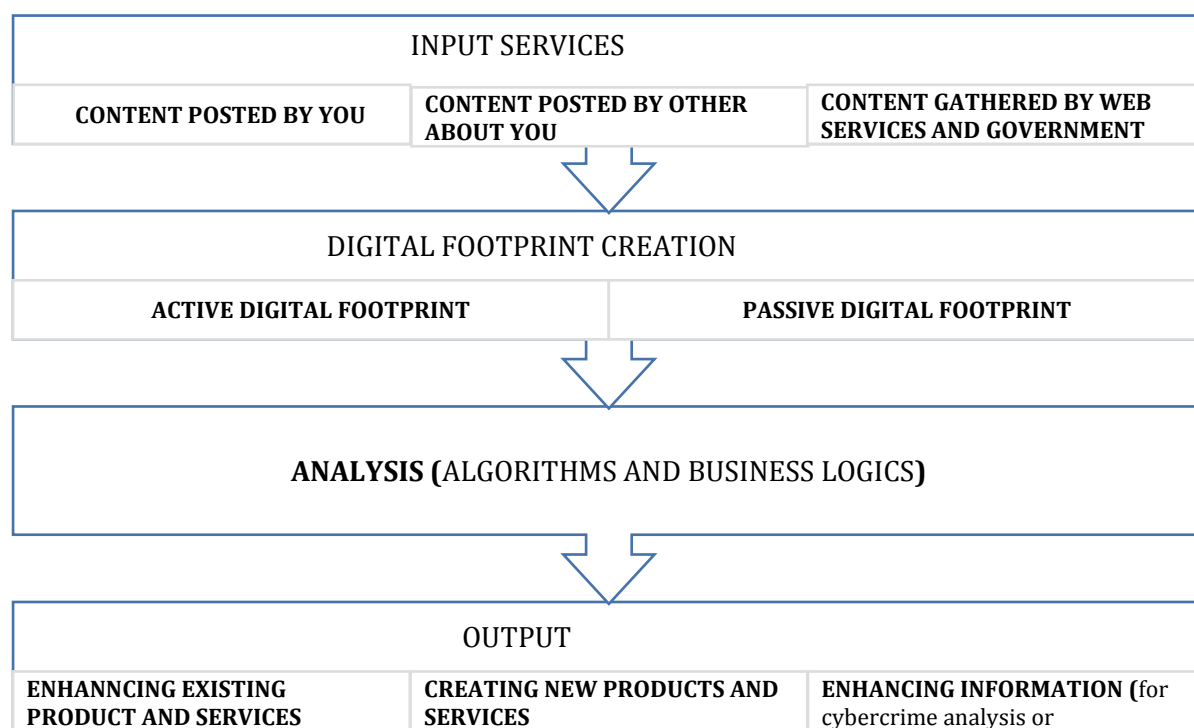 INPUT SERVICES
CONTENT POSTED BY YOU
CONTENT POSTED BY OTHER
ABOUT YOU
CONTENT GATHERED BY WEB
SERVICES AND GOVERNMENT
DIGITAL FOOTPRINT CREATION
ACTIVE DIGITAL FOOTPRINT
PASSIVE DIGITAL FOOTPRINT
ANALYSIS (ALGORITHMS AND BUSINESS LOGICS)
OUTPUT
ENHANNCING EXISTING
PRODUCT AND SERVICES
CREATING NEW PRODUCTS AND
SERVICES
ENHANCING INFORMATION (for
cybercrime analysis or